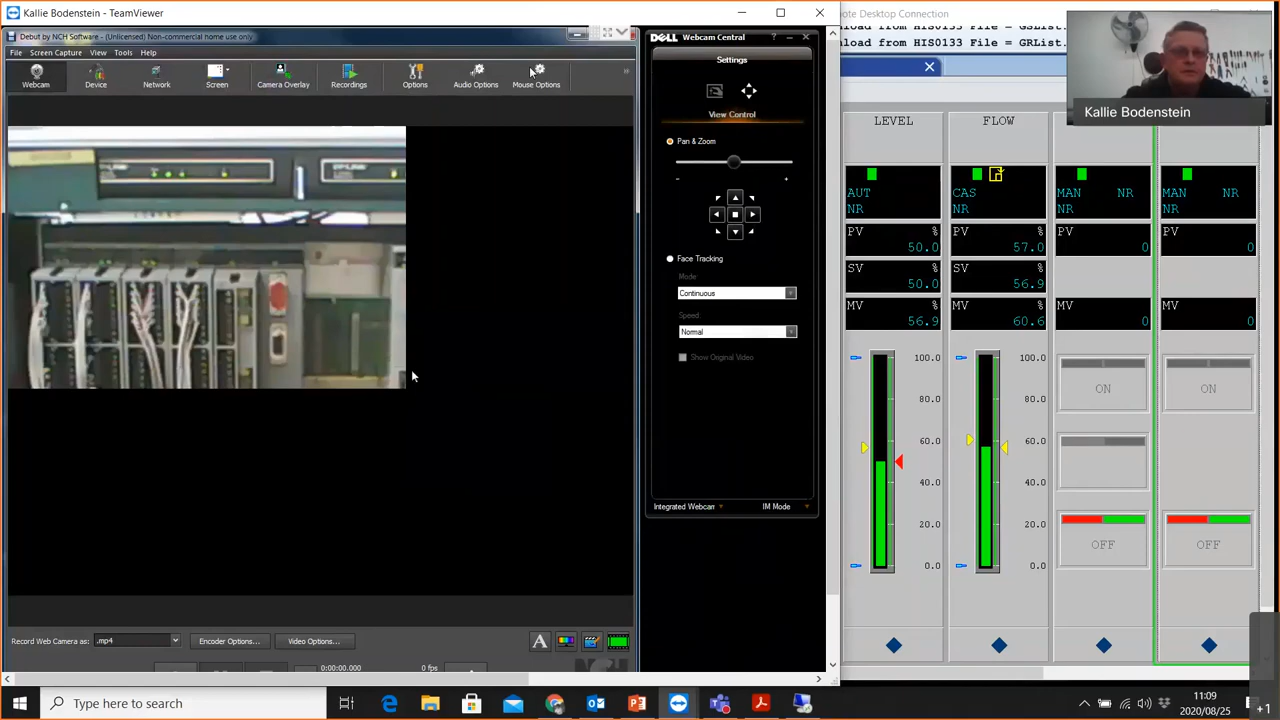 Kallie Bodenstein - TeamViewer
Debut by NCH Software - (Unlicensed) Non-commercial home use only
File Screen Capture View Tools Help
Webcam Device Network Screen Camera Overlay Recordings Options Audio Options Mouse Options
Record Web Camera as: .mp4 Encoder Options... Video Options...
A
0:00:00.000 0 fps
NCH
DELL Webcam Central
Settings
View Control
Pan & Zoom
- +
Face Tracking
Mode:
Continuous
Speed:
Normal
Show Original Video
Integrated Webcam IM Mode
ote Desktop Connection
nload from HIS0133 File = GSLis
nload from HIS0133 File = GRList.
Kallie Bodenstein
LEVEL FLOW
AUT CAS MAN NR MAN NR
NR NR NR NR
PV % PV % PV PV
50.0 57.0 0 0
SV % SV %
50.0 56.9
MV % MV % MV MV
56.9 60.6 0 0
100.0 100.0
80.0 80.0 ON ON
60.0 60.0
40.0 40.0
20.0 20.0 OFF OFF
0.0 0.0
Type here to search
11:09
2020/08/25
+1